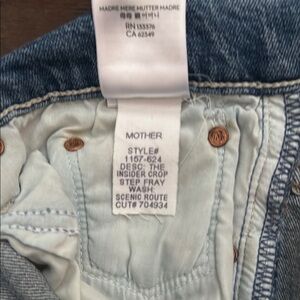 MADRE MERE MUTTER MADRE
RN 133376
CA 62549
MOTHER
STYLE#
1157-624
DESC: THE
INSIDER CROP
STEP FRAY
WASH:
SCENIC ROUTE
CUT# 704934